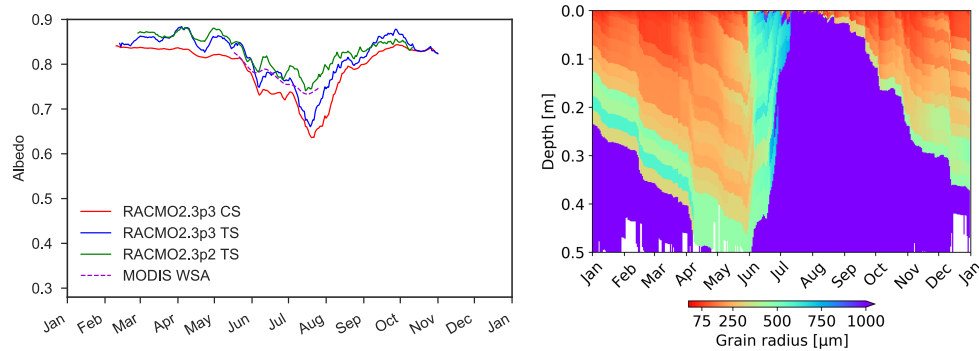 0.9
0.8
0.7
0.9
0.3
0.4
0.3
Albedo
RACMO2.3p3 CS
RACMO2.3p3 TS
RACMO2.3p2 TS
MODIS WSA
Jan Feb Mar Apr May Jun Jul Aug Sep Oct Nov Dec Jan
0.0
0.1
0.2
0.3
0.4
0.5
Depth [m]
Jan Feb Mar Apr May Jun Jul Aug Sep Oct Nov Dec Jan
75 250 500 750 1000
Grain radius [µm]